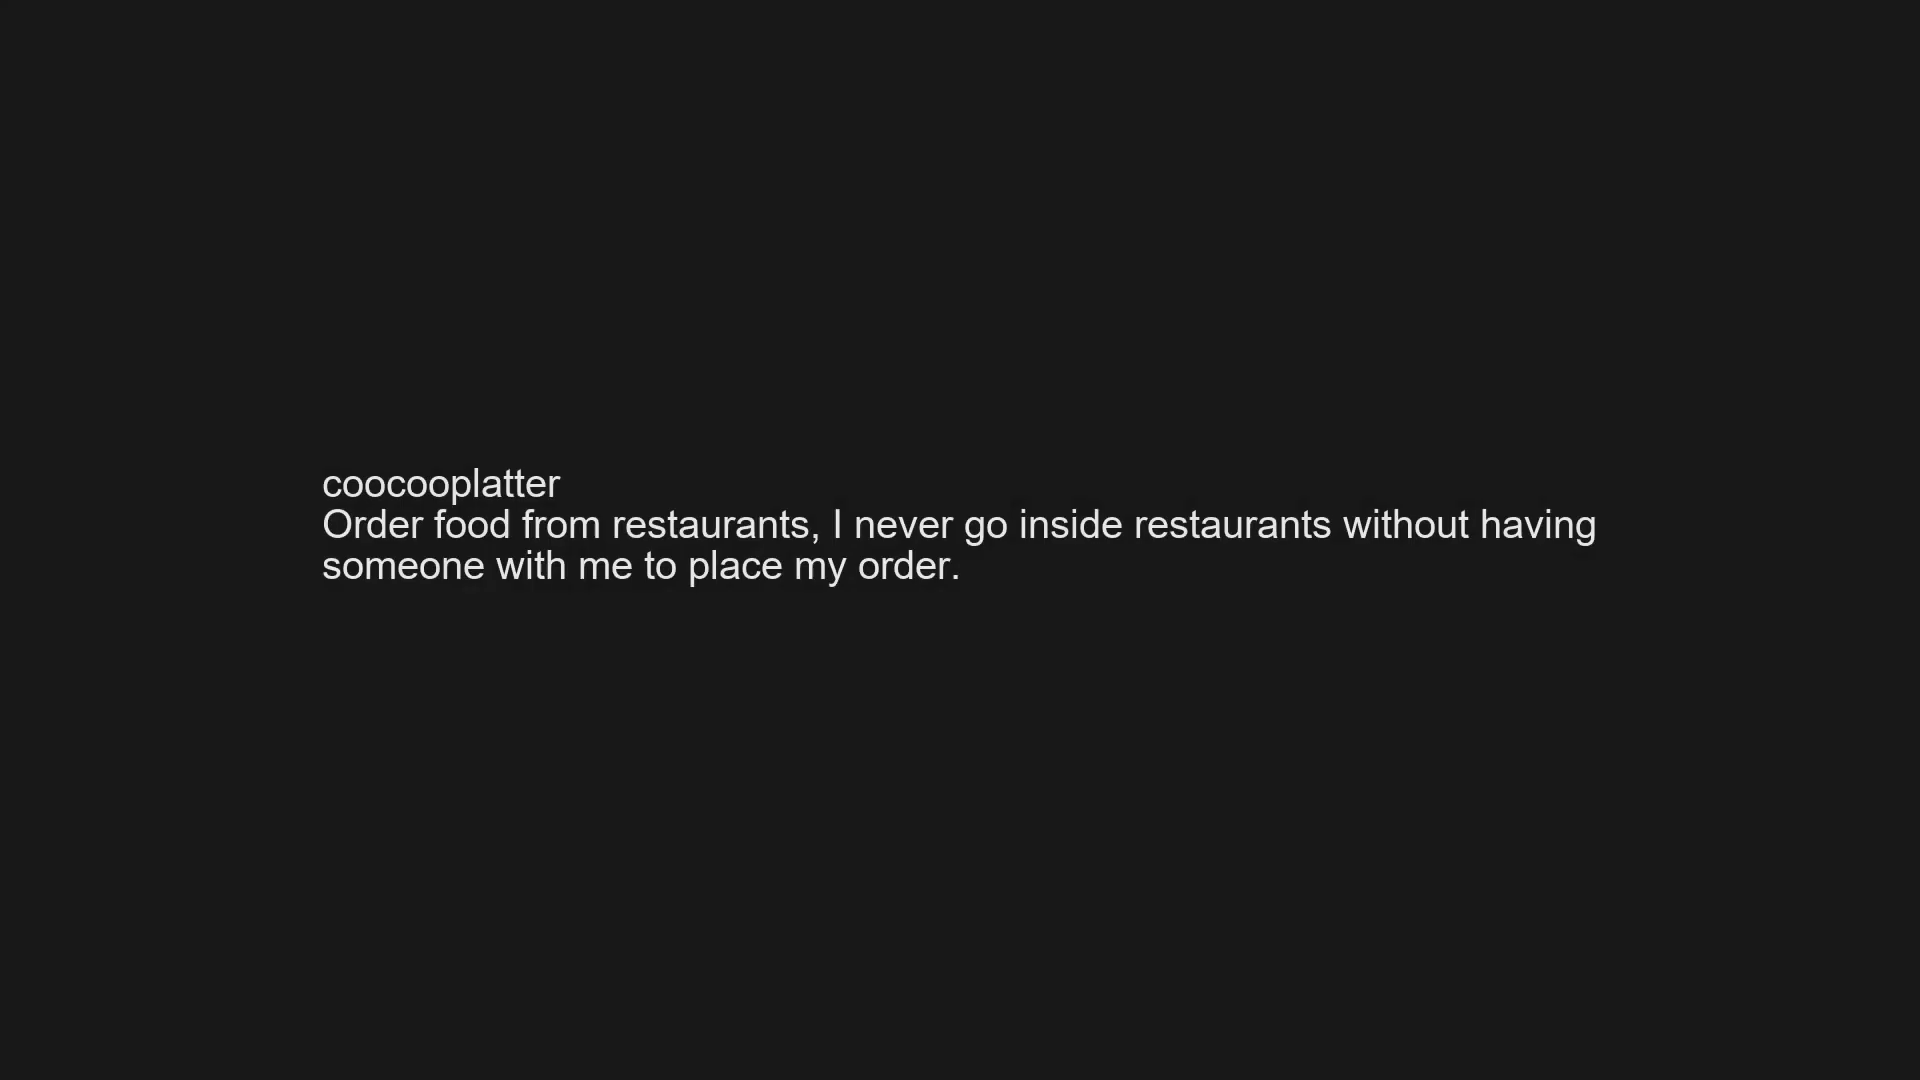 coocooplatter
Order food from restaurants, I never go inside restaurants without having
someone with me to place my order.